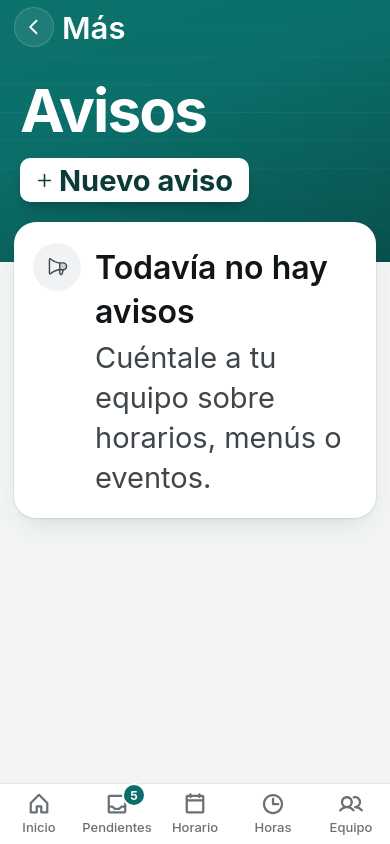 Más
Avisos
+ Nuevo aviso
Todavía no hay
avisos
Cuéntale a tu
equipo sobre
horarios, menús o
eventos.
5
Inicio
Pendientes
Horario
Horas
Equipo